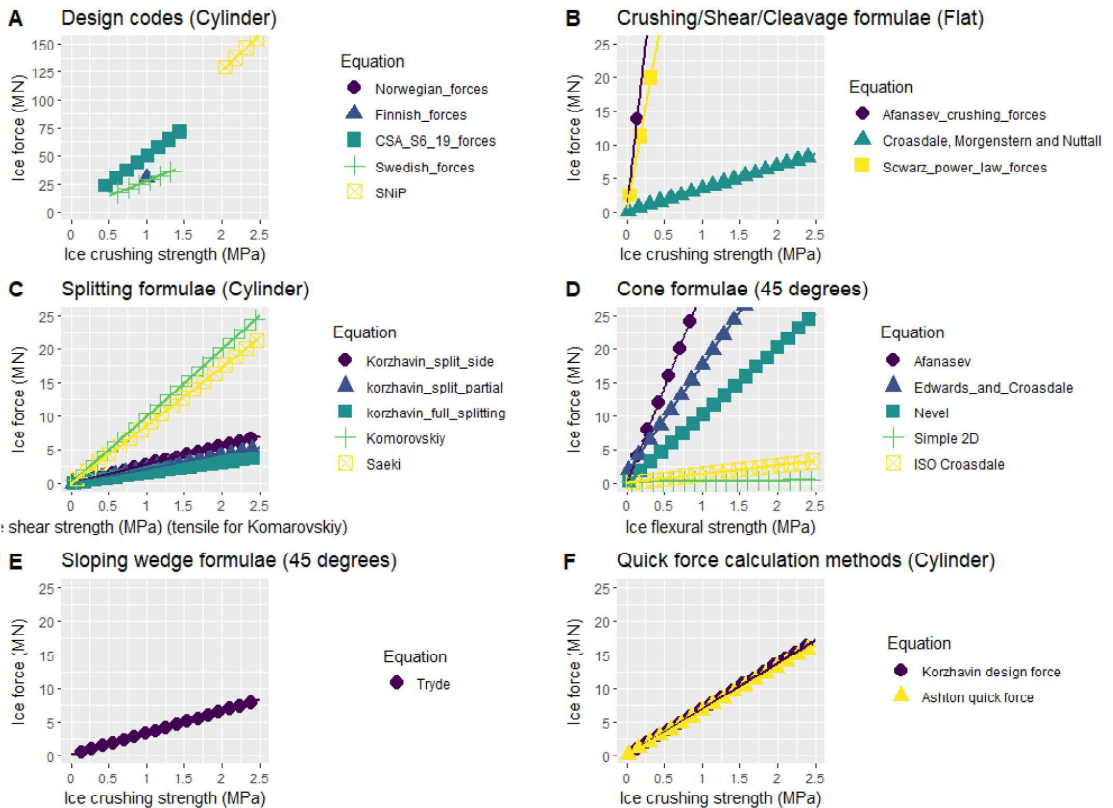 A Design codes (Cylinder)
Ice force (MN)
150
125
100
75
50
25
0
0 0.5 1 1.5 2 2.5
Ice crushing strength (MPa)
Equation
Norwegian_forces
Finnish_forces
CSA_S6_19_forces
Swedish_forces
SNiP
B Crushing/Shear/Cleavage formulae (Flat)
Ice force (MN)
25
20
15
10
5
0
0 0.5 1 1.5 2 2.5
Ice crushing strength (MPa)
Equation
Afanasev_crushing_forces
Croasdale, Morgenstern and Nuttall
Scwarz_power_law_forces
C Splitting formulae (Cylinder)
Ice force (MN)
25
20
15
10
5
0
0 0.5 1 1.5 2 2.5
e shear strength (MPa) (tensile for Komarovskiy)
Equation
Korzhavin_split_side
korzhavin_split_partial
korzhavin_full_splitting
Komorovskiy
Saeki
D Cone formulae (45 degrees)
Ice force (MN)
25
20
15
10
5
0
0 0.5 1 1.5 2 2.5
Ice flexural strength (MPa)
Equation
Afanasev
Edwards_and_Croasdale
Nevel
Simple 2D
ISO Croasdale
E Sloping wedge formulae (45 degrees)
Ice force (MN)
25
20
15
10
5
0
0 0.5 1 1.5 2 2.5
Ice crushing strength (MPa)
Equation
Tryde
F Quick force calculation methods (Cylinder)
Ice force (MN)
25
20
15
10
5
0
0 0.5 1 1.5 2 2.5
Ice crushing strength (MPa)
Equation
Korzhavin design force
Ashton quick force